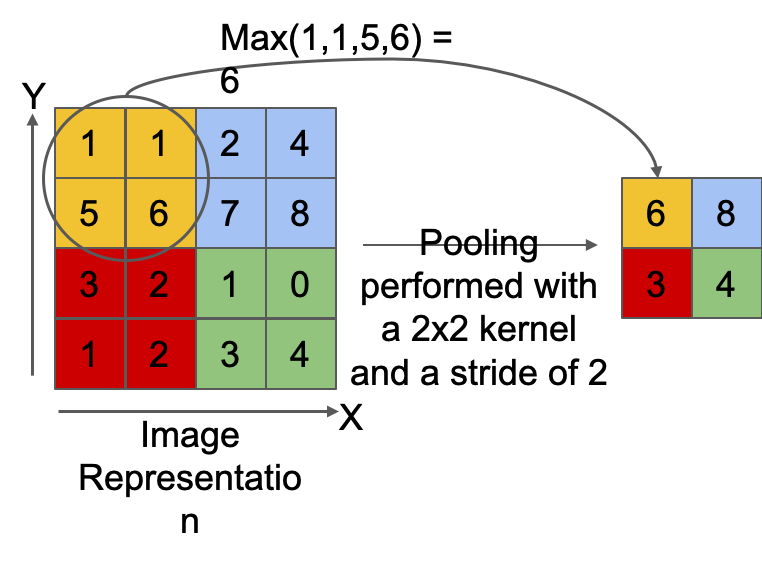 Max(1,1,5,6) =
6
Y
1 1 2 4
5 6 7 8
3 2 1 0
1 2 3 4
X
Image
Representatio
n
Pooling
performed with
a 2x2 kernel
and a stride of 2
6 8
3 4